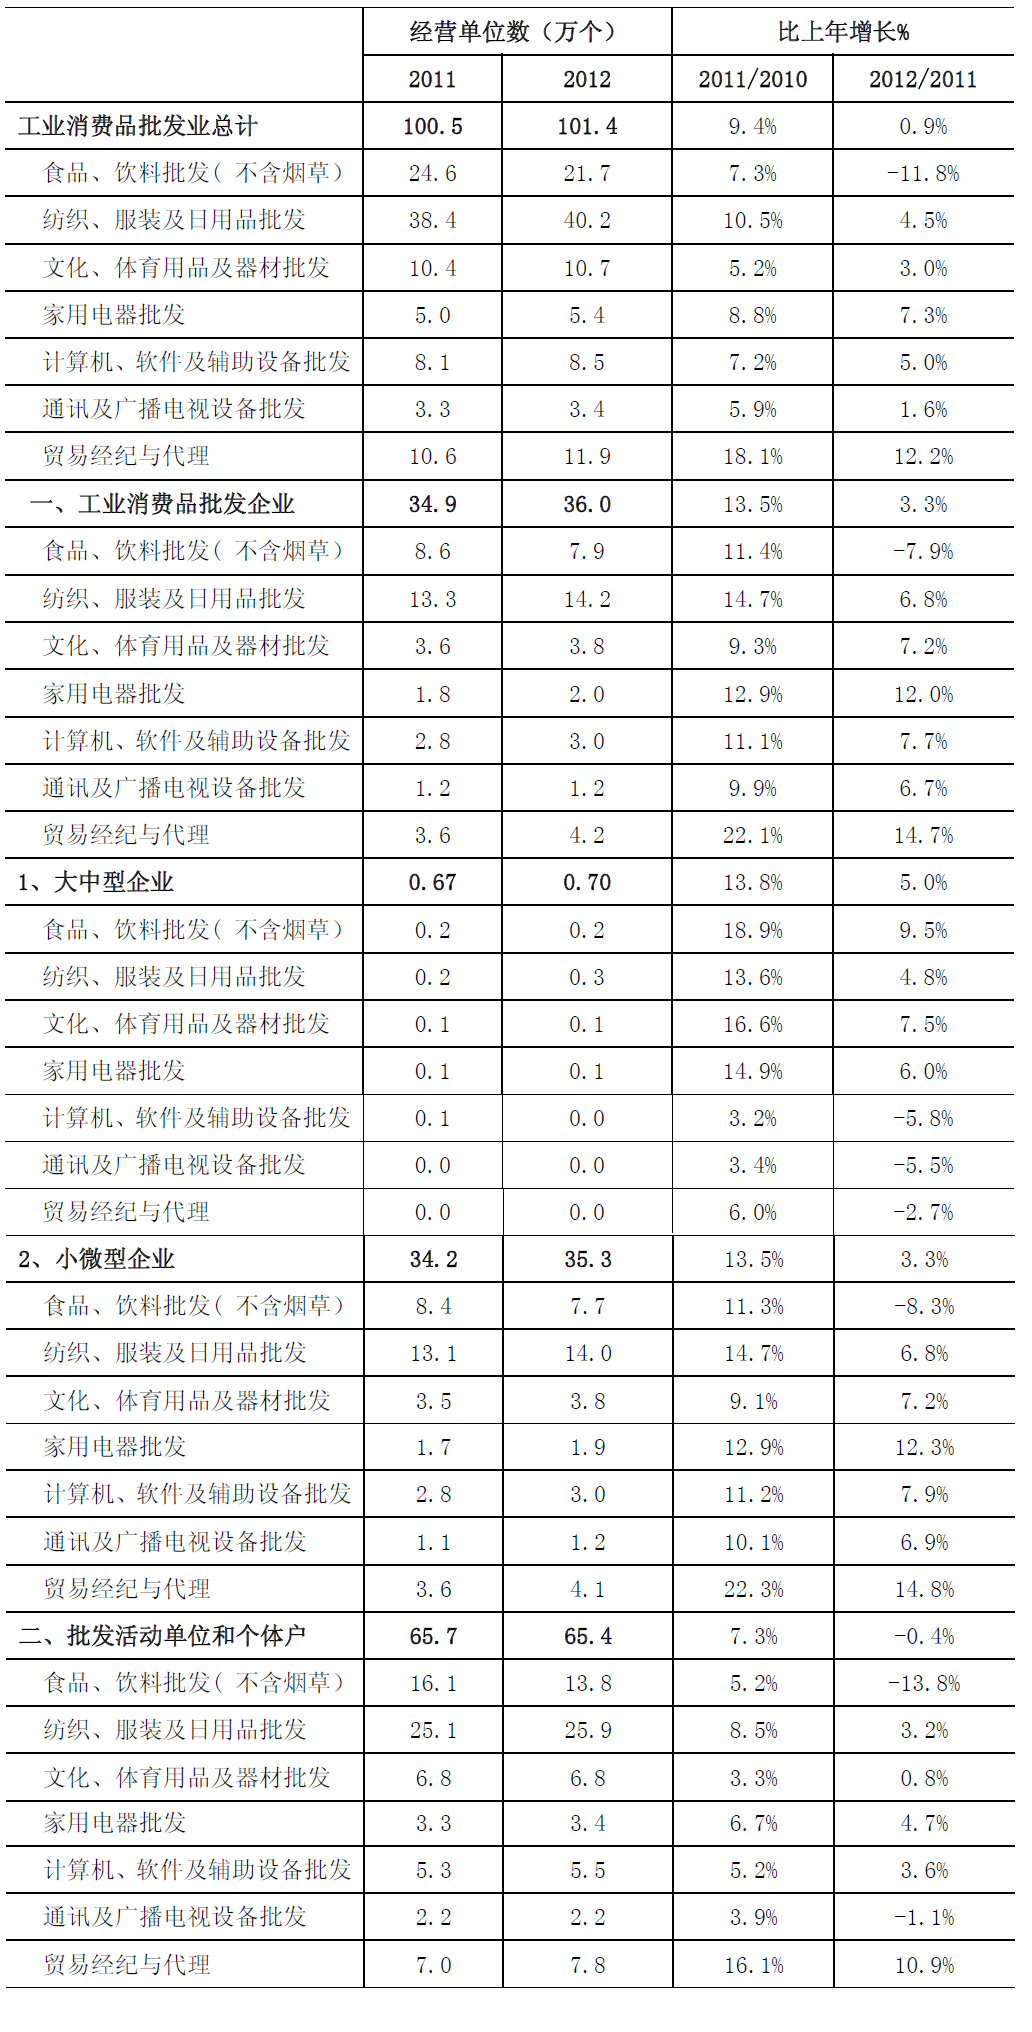 经营单位数（万个） 比上年增长%
2011 2012 2011/2010 2012/2011
工业消费品批发业总计 100.5 101.4 9.4% 0.9%
食品、饮料批发（ 不含烟草） 24.6 21.7 7.3% -11.8%
纺织、服装及日用品批发 38.4 40.2 10.5% 4.5%
文化、体育用品及器材批发 10.4 10.7 5.2% 3.0%
家用电器批发 5.0 5.4 8.8% 7.3%
计算机、软件及辅助设备批发 8.1 8.5 7.2% 5.0%
通讯及广播电视设备批发 3.3 3.4 5.9% 1.6%
贸易经纪与代理 10.6 11.9 18.1% 12.2%
一、工业消费品批发企业 34.9 36.0 13.5% 3.3%
食品、饮料批发（ 不含烟草） 8.6 7.9 11.4% -7.9%
纺织、服装及日用品批发 13.3 14.2 14.7% 6.8%
文化、体育用品及器材批发 3.6 3.8 9.3% 7.2%
家用电器批发 1.8 2.0 12.9% 12.0%
计算机、软件及辅助设备批发 2.8 3.0 11.1% 7.7%
通讯及广播电视设备批发 1.2 1.2 9.9% 6.7%
贸易经纪与代理 3.6 4.2 22.1% 14.7%
1、大中型企业 0.67 0.70 13.8% 5.0%
食品、饮料批发（ 不含烟草） 0.2 0.2 18.9% 9.5%
纺织、服装及日用品批发 0.2 0.3 13.6% 4.8%
文化、体育用品及器材批发 0.1 0.1 16.6% 7.5%
家用电器批发 0.1 0.1 14.9% 6.0%
计算机、软件及辅助设备批发 0.1 0.0 3.2% -5.8%
通讯及广播电视设备批发 0.0 0.0 3.4% -5.5%
贸易经纪与代理 0.0 0.0 6.0% -2.7%
2、小微型企业 34.2 35.3 13.5% 3.3%
食品、饮料批发（ 不含烟草） 8.4 7.7 11.3% -8.3%
纺织、服装及日用品批发 13.1 14.0 14.7% 6.8%
文化、体育用品及器材批发 3.5 3.8 9.1% 7.2%
家用电器批发 1.7 1.9 12.9% 12.3%
计算机、软件及辅助设备批发 2.8 3.0 11.2% 7.9%
通讯及广播电视设备批发 1.1 1.2 10.1% 6.9%
贸易经纪与代理 3.6 4.1 22.3% 14.8%
二、批发活动单位和个体户 65.7 65.4 7.3% -0.4%
食品、饮料批发（ 不含烟草） 16.1 13.8 5.2% -13.8%
纺织、服装及日用品批发 25.1 25.9 8.5% 3.2%
文化、体育用品及器材批发 6.8 6.8 3.3% 0.8%
家用电器批发 3.3 3.4 6.7% 4.7%
计算机、软件及辅助设备批发 5.3 5.5 5.2% 3.6%
通讯及广播电视设备批发 2.2 2.2 3.9% -1.1%
贸易经纪与代理 7.0 7.8 16.1% 10.9%